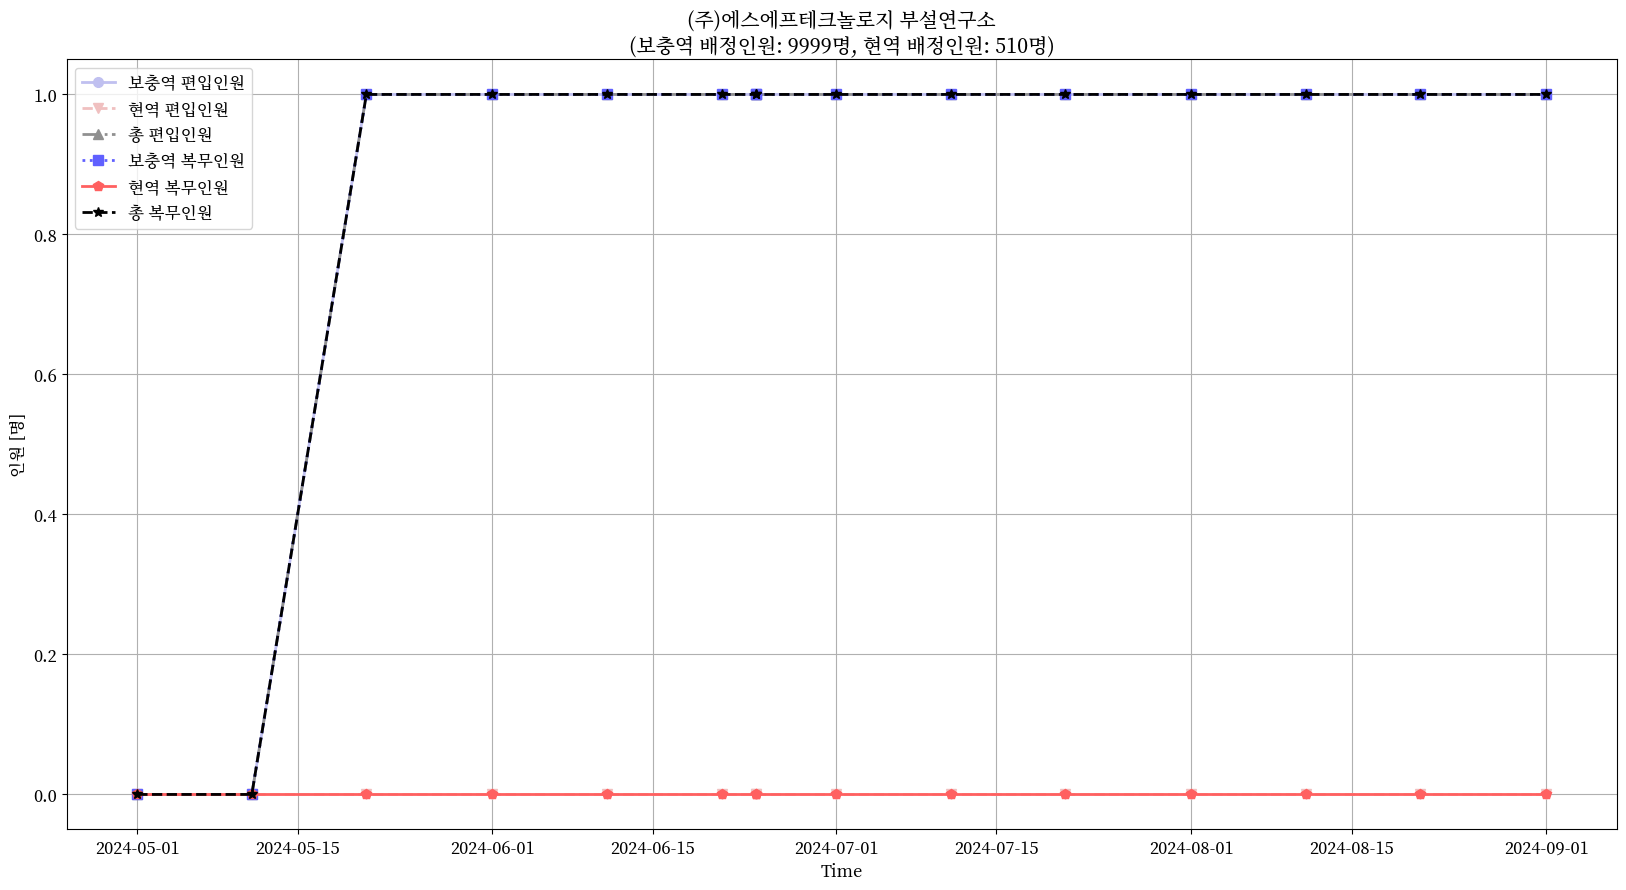 (주)에스에프테크놀로지 부설연구소
(보충역 배정인원: 9999명, 현역 배정인원: 510명)
보충역 편입인원
현역 편입인원
총 편입인원
보충역 복무인원
현역 복무인원
총 복무인원
인원 [명]
1.0
0.8
0.6
0.4
0.2
0.0
2024-05-01
2024-05-15
2024-06-01
2024-06-15
2024-07-01
2024-07-15
2024-08-01
2024-08-15
2024-09-01
Time